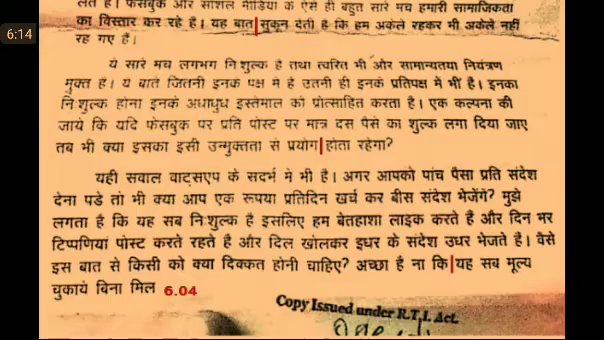 6:14
लेते हैं। फेसबुक और सोशल मीडिया के ऐसे ही बहुत सारे मंच हमारी सामाजिकता
का विस्तार कर रहे हैं। यह बात सुकून देती है कि हम अकेले रहकर भी अकेले नहीं
रह गए हैं।
ये सारे मंच लगभग निःशुल्क हैं तथा त्वरित भी और सामान्यतया नियंत्रण
मुक्त हैं। ये बातें जितनी इनके पक्ष में हैं उतनी ही इनके प्रतिपक्ष में भी हैं। इनका
निःशुल्क होना इनके अंधाधुंध इस्तेमाल को प्रोत्साहित करता है। एक कल्पना की
जाये कि यदि फेसबुक पर प्रति पोस्ट पर मात्र दस पैसे का शुल्क लगा दिया जाए
तब भी क्या इसका इसी उन्मुक्तता से प्रयोग होता रहेगा?
यही सवाल वाट्सएप के संदर्भ में भी है। अगर आपको पांच पैसा प्रति संदेश
देना पडे तो भी क्या आप एक रूपया प्रतिदिन खर्च कर बीस संदेश भेजेंगे? मुझे
लगता है कि यह सब निःशुल्क है इसलिए हम बेतहाशा लाइक करते हैं और दिन भर
टिप्पणियां पोस्ट करते रहते हैं और दिल खोलकर इधर के संदेश उधर भेजते हैं। वैसे
इस बात से किसी को क्या दिक्कत होनी चाहिए? अच्छा है ना कि यह सब मूल्य
चुकाये बिना मिल 6.04
Copy Issued under R.T.I. Act.